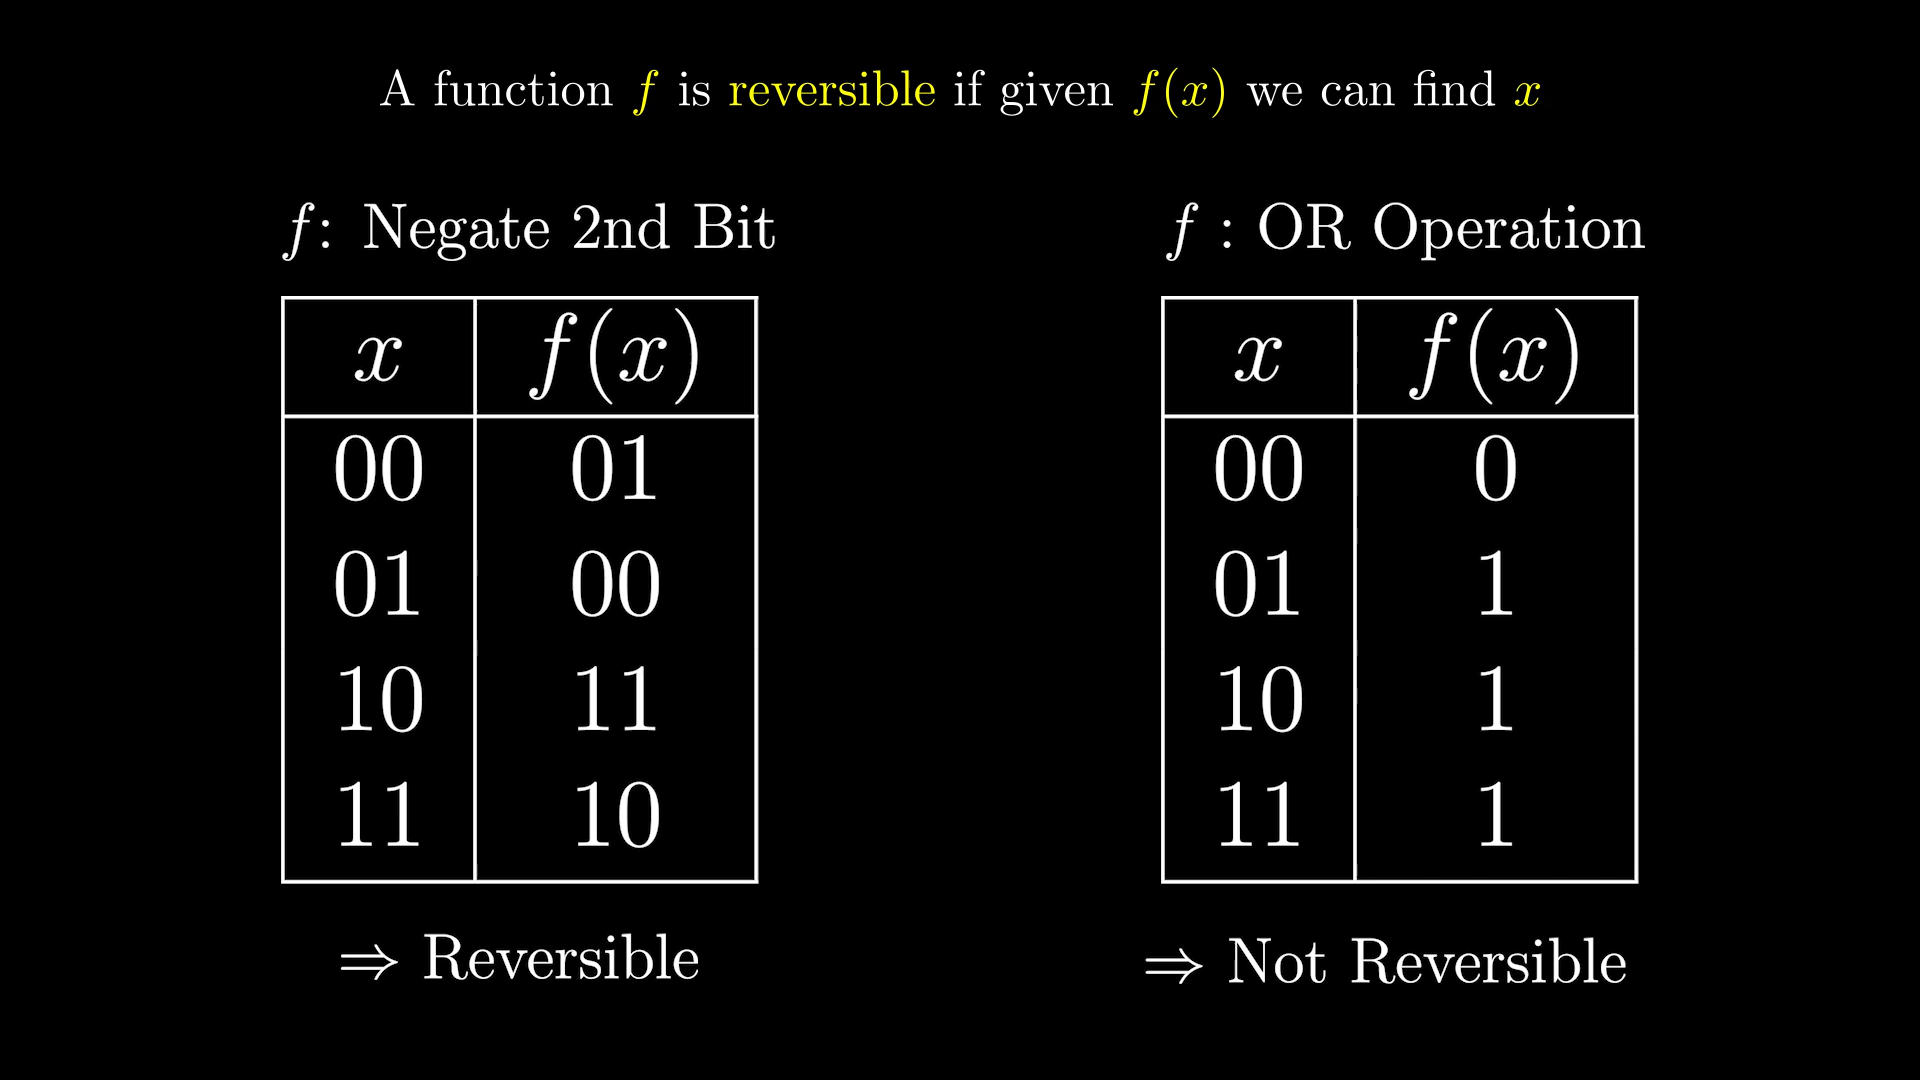 A function f is reversible if given f(x) we can find x
f: Negate 2nd Bit
x f(x)
00 01
01 00
10 11
11 10
⇒ Reversible
f : OR Operation
x f(x)
00 0
01 1
10 1
11 1
⇒ Not Reversible